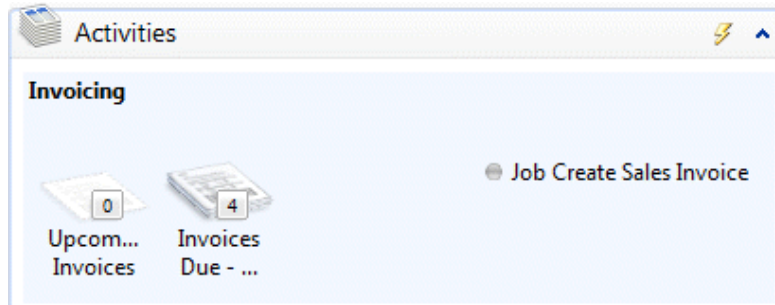 Activities
Invoicing
Job Create Sales Invoice
0
4
Upcom...
Invoices
Invoices
Due - ...